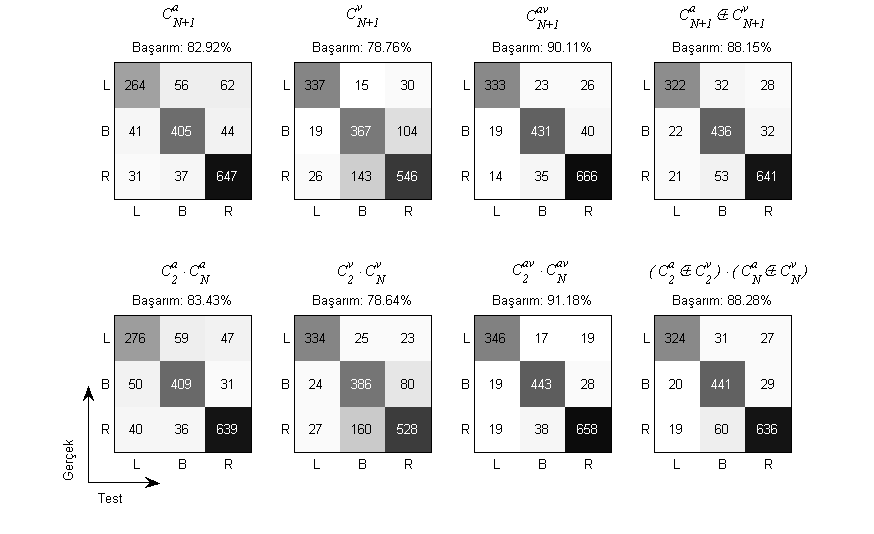 C^a_{N+1} C^v_{N+1} C^{av}_{N+1} C^a_{N+1} Æ C^v_{N+1}
Başarım: 82.92% Başarım: 78.76% Başarım: 90.11% Başarım: 88.15%
L 264 56 62 L 337 15 30 L 333 23 26 L 322 32 28
B 41 405 44 B 19 367 104 B 19 431 40 B 22 436 32
R 31 37 647 R 26 143 546 R 14 35 666 R 21 53 641
L B R L B R L B R L B R
C^a_2 · C^a_N C^v_2 · C^v_N C^{av}_2 · C^{av}_N (C^a_2 Æ C^v_2) · (C^a_N Æ C^v_N)
Başarım: 83.43% Başarım: 78.64% Başarım: 91.18% Başarım: 88.28%
L 276 59 47 L 334 25 23 L 346 17 19 L 324 31 27
B 50 409 31 B 24 386 80 B 19 443 28 B 20 441 29
R 40 36 639 R 27 160 528 R 19 38 658 R 19 60 636
L B R L B R L B R L B R
Gerçek
Test